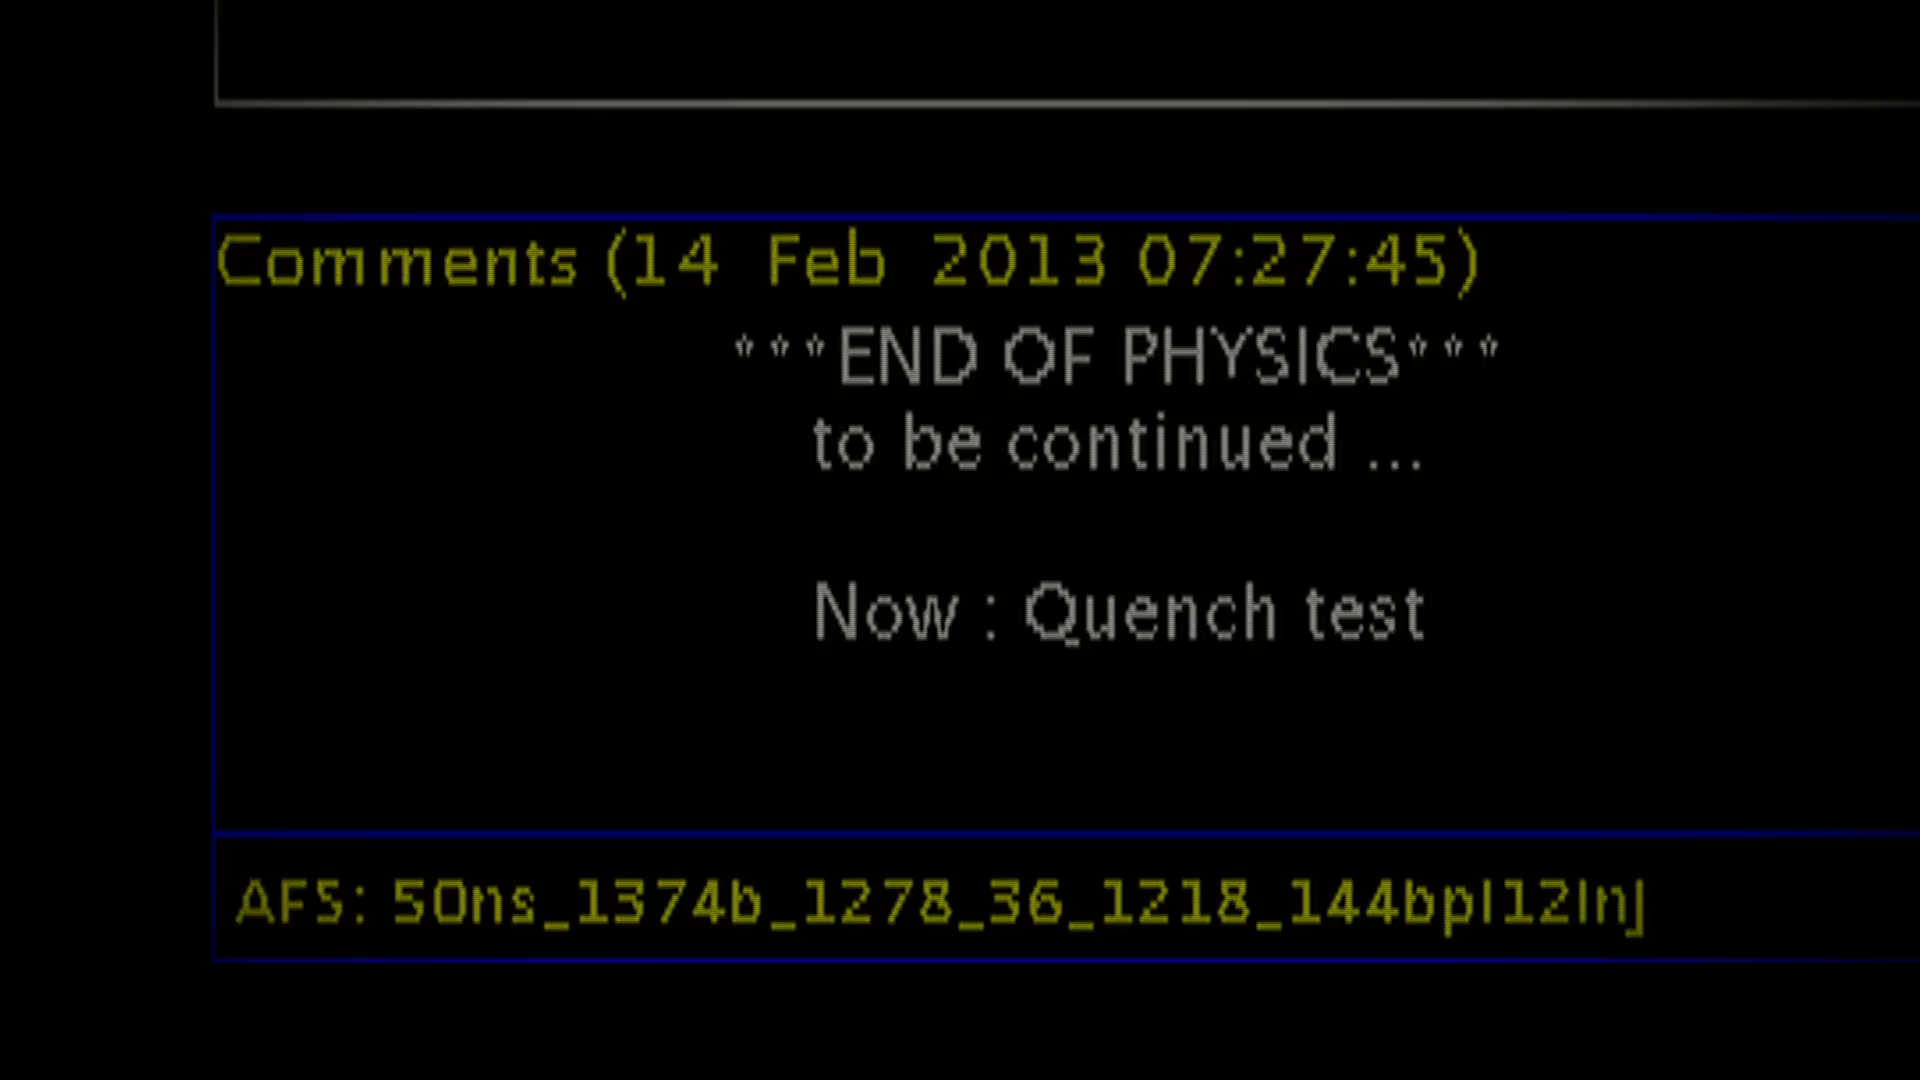 Comments (14 Feb 2013 07:27:45)
***END OF PHYSICS***
to be continued ...
Now : Quench test
AFS: 50ns_1374b_1278_36_1218_144bpi12inj